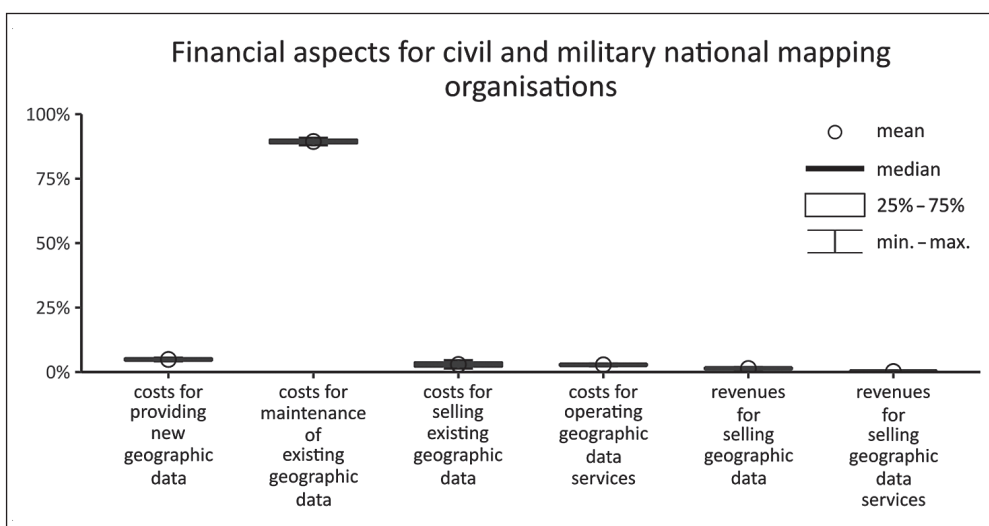 Financial aspects for civil and military national mapping
organisations
100%
75%
50%
25%
0%
mean
median
25% – 75%
min. – max.
costs for
providing
new
geographic
data
costs for
maintenance
of
existing
geographic
data
costs for
selling
existing
geographic
data
costs for
operating
geographic
data
services
revenues
for
selling
geographic
data
revenues
for
selling
geographic
data
services